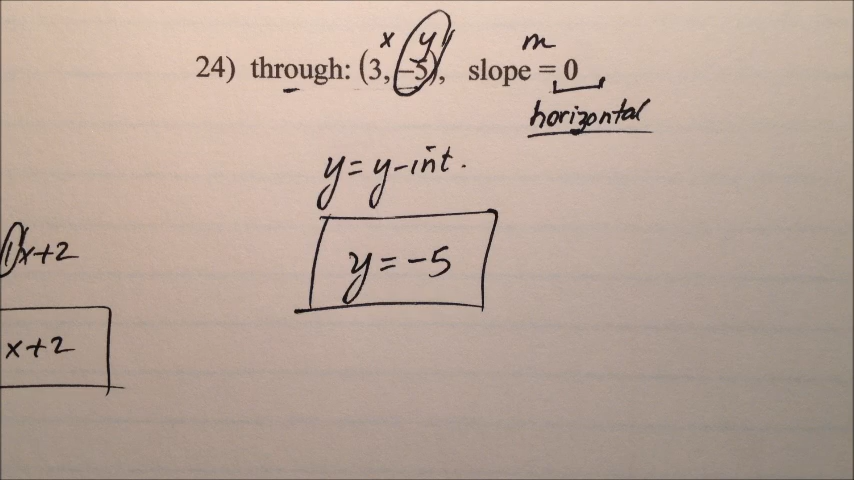 x y
m
24) through: (3, −5), slope = 0
horizontal
y = y-int.
y = -5
x+2
x+2